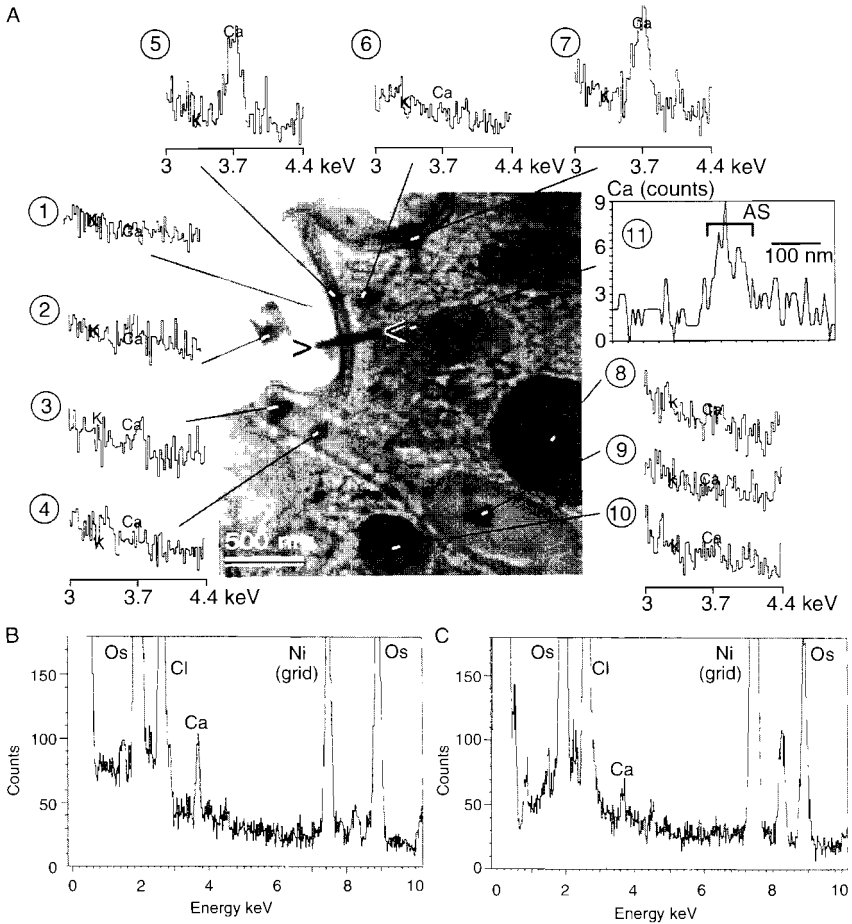 A
5
Ca
K
3 3.7 4.4 keV
6
Ca
K
3 3.7 4.4 keV
7
Ca
K
3 3.7 4.4 keV
1
K
Ca
2
K
Ca
3
K
Ca
4
Ca
K
3 3.7 4.4 keV
500 nm
> <
Ca (counts)
9
6
3
0
11
AS
100 nm
8
K
Ca
9
K
Ca
10
K
Ca
3 3.7 4.4 keV
B
150
100
50
0
Counts
Os
Cl
Ca
Ni
(grid)
Os
0 2 4 6 8 10
Energy keV
C
150
100
50
0
Counts
Os
Cl
Ca
Ni
(grid)
Os
0 2 4 6 8 10
Energy keV